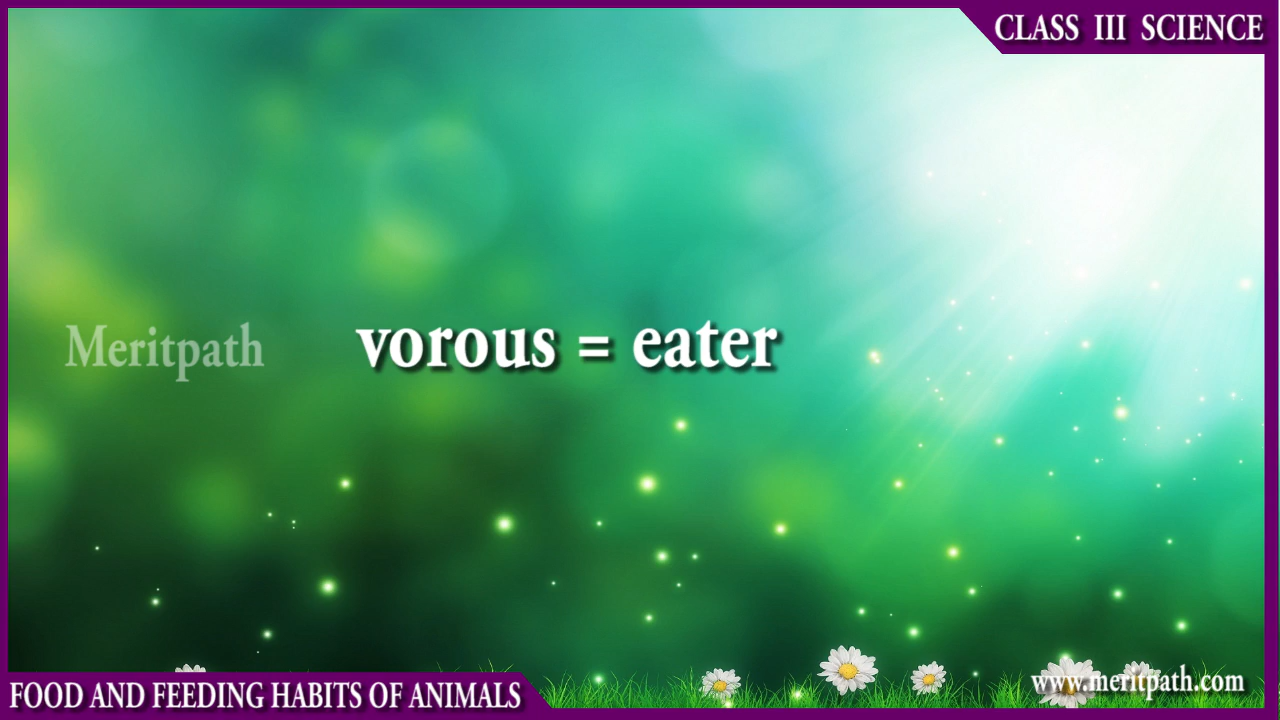 CLASS III SCIENCE
Meritpath
vorous = eater
www.meritpath.com
FOOD AND FEEDING HABITS OF ANIMALS